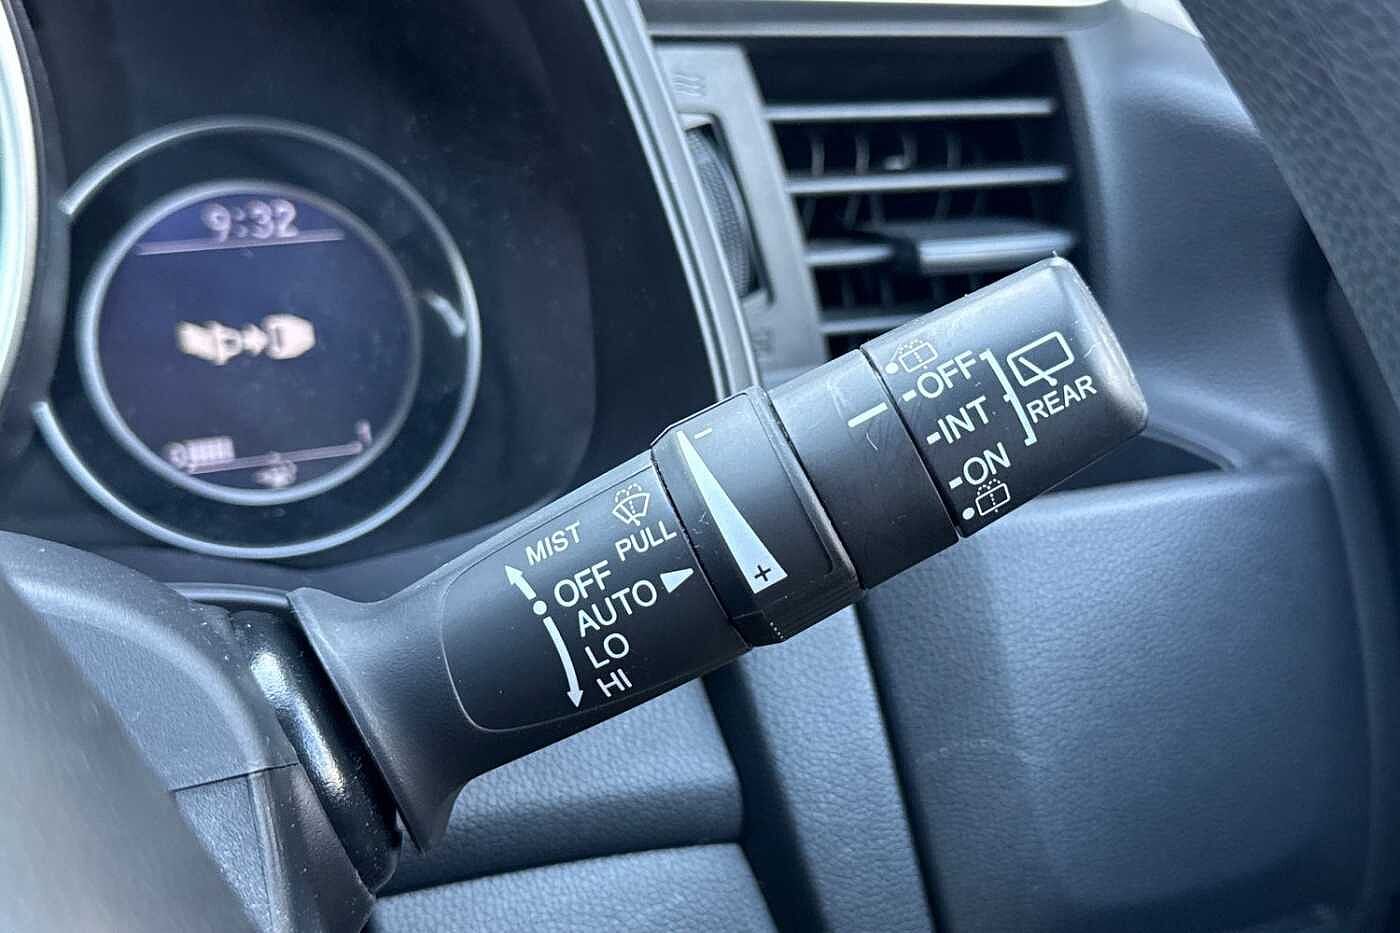 9:32
OFF
INT
ON
REAR
-
+
MIST
PULL
OFF
AUTO
LO
HI